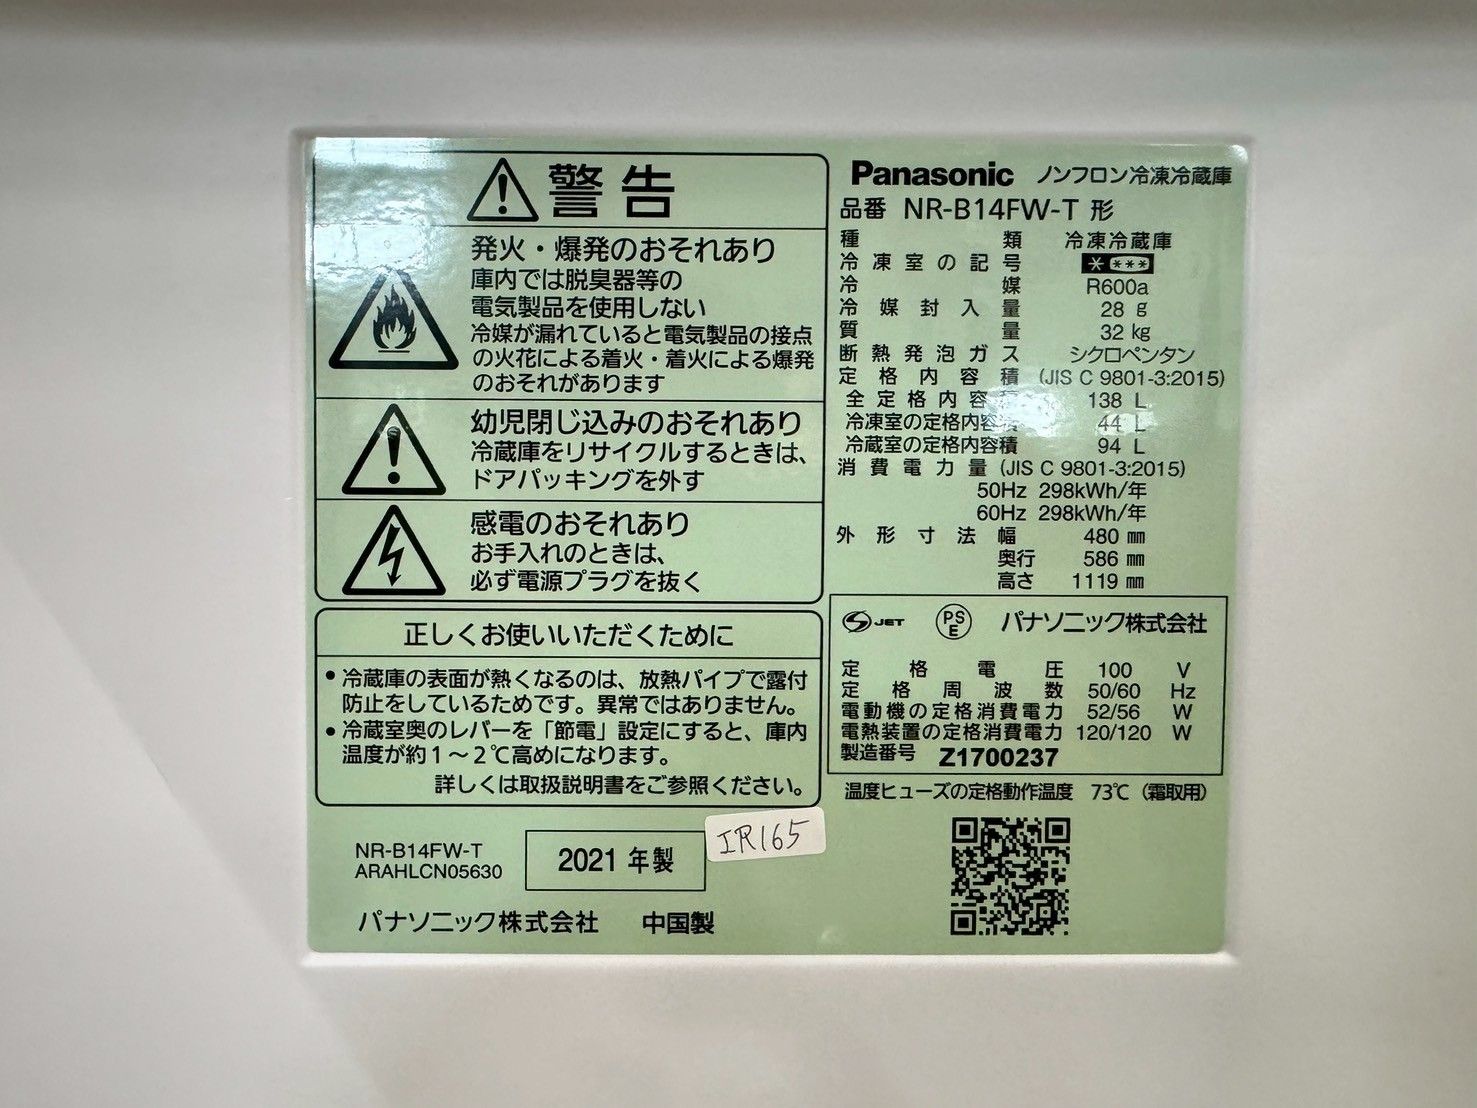 警告
発火・爆発のおそれあり
庫内では脱臭器等の
電気製品を使用しない
冷媒が漏れていると電気製品の接点
の火花による着火・着火による爆発
のおそれがあります
幼児閉じ込みのおそれあり
冷蔵庫をリサイクルするときは、
ドアパッキングを外す
感電のおそれあり
お手入れのときは、
必ず電源プラグを抜く
正しくお使いいただくために
●冷蔵庫の表面が熱くなるのは、放熱パイプで露付
防止をしているためです。異常ではありません。
●冷蔵室奥のレバーを「節電」設定にすると、庫内
温度が約1～2℃高めになります。
詳しくは取扱説明書をご参照ください。
NR-B14FW-T
ARAHLCN05630
2021年製
IR165
パナソニック株式会社 中国製
Panasonic ノンフロン冷凍冷蔵庫
品番 NR-B14FW-T 形
種類 冷凍冷蔵庫
冷凍室の記号 * ***
冷媒 R600a
冷媒封入量 28 g
質量 32 kg
断熱発泡ガス シクロペンタン
定格内容積 (JIS C 9801-3:2015)
全定格内容積 138 L
冷凍室の定格内容積 44 L
冷蔵室の定格内容積 94 L
消費電力量 (JIS C 9801-3:2015)
50Hz 298kWh/年
60Hz 298kWh/年
外形寸法 幅 480 mm
奥行 586 mm
高さ 1119 mm
S JET PSE パナソニック株式会社
定格電圧 100 V
定格周波数 50/60 Hz
電動機の定格消費電力 52/56 W
電熱装置の定格消費電力 120/120 W
製造番号 Z1700237
温度ヒューズの定格動作温度 73℃（霜取用）